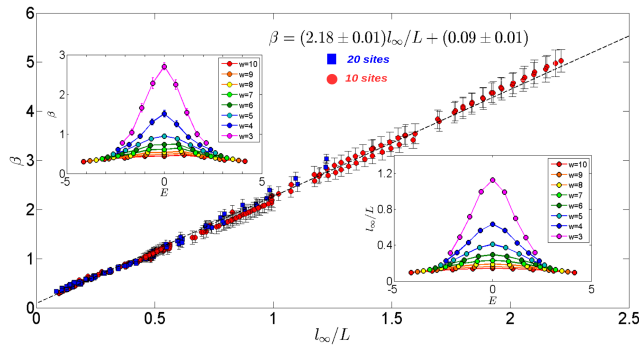 β = (2.18 ± 0.01)l∞/L + (0.09 ± 0.01)
20 sites
10 sites
β
6
5
4
3
2
1
0
0
0.5
1
1.5
2
2.5
l∞/L
β
3
2
1
0
-5
0
5
E
w=10
w=9
w=8
w=7
w=6
w=5
w=4
w=3
l∞/L
1.2
0.8
0.4
0
-5
0
5
E
w=10
w=9
w=8
w=7
w=6
w=5
w=4
w=3